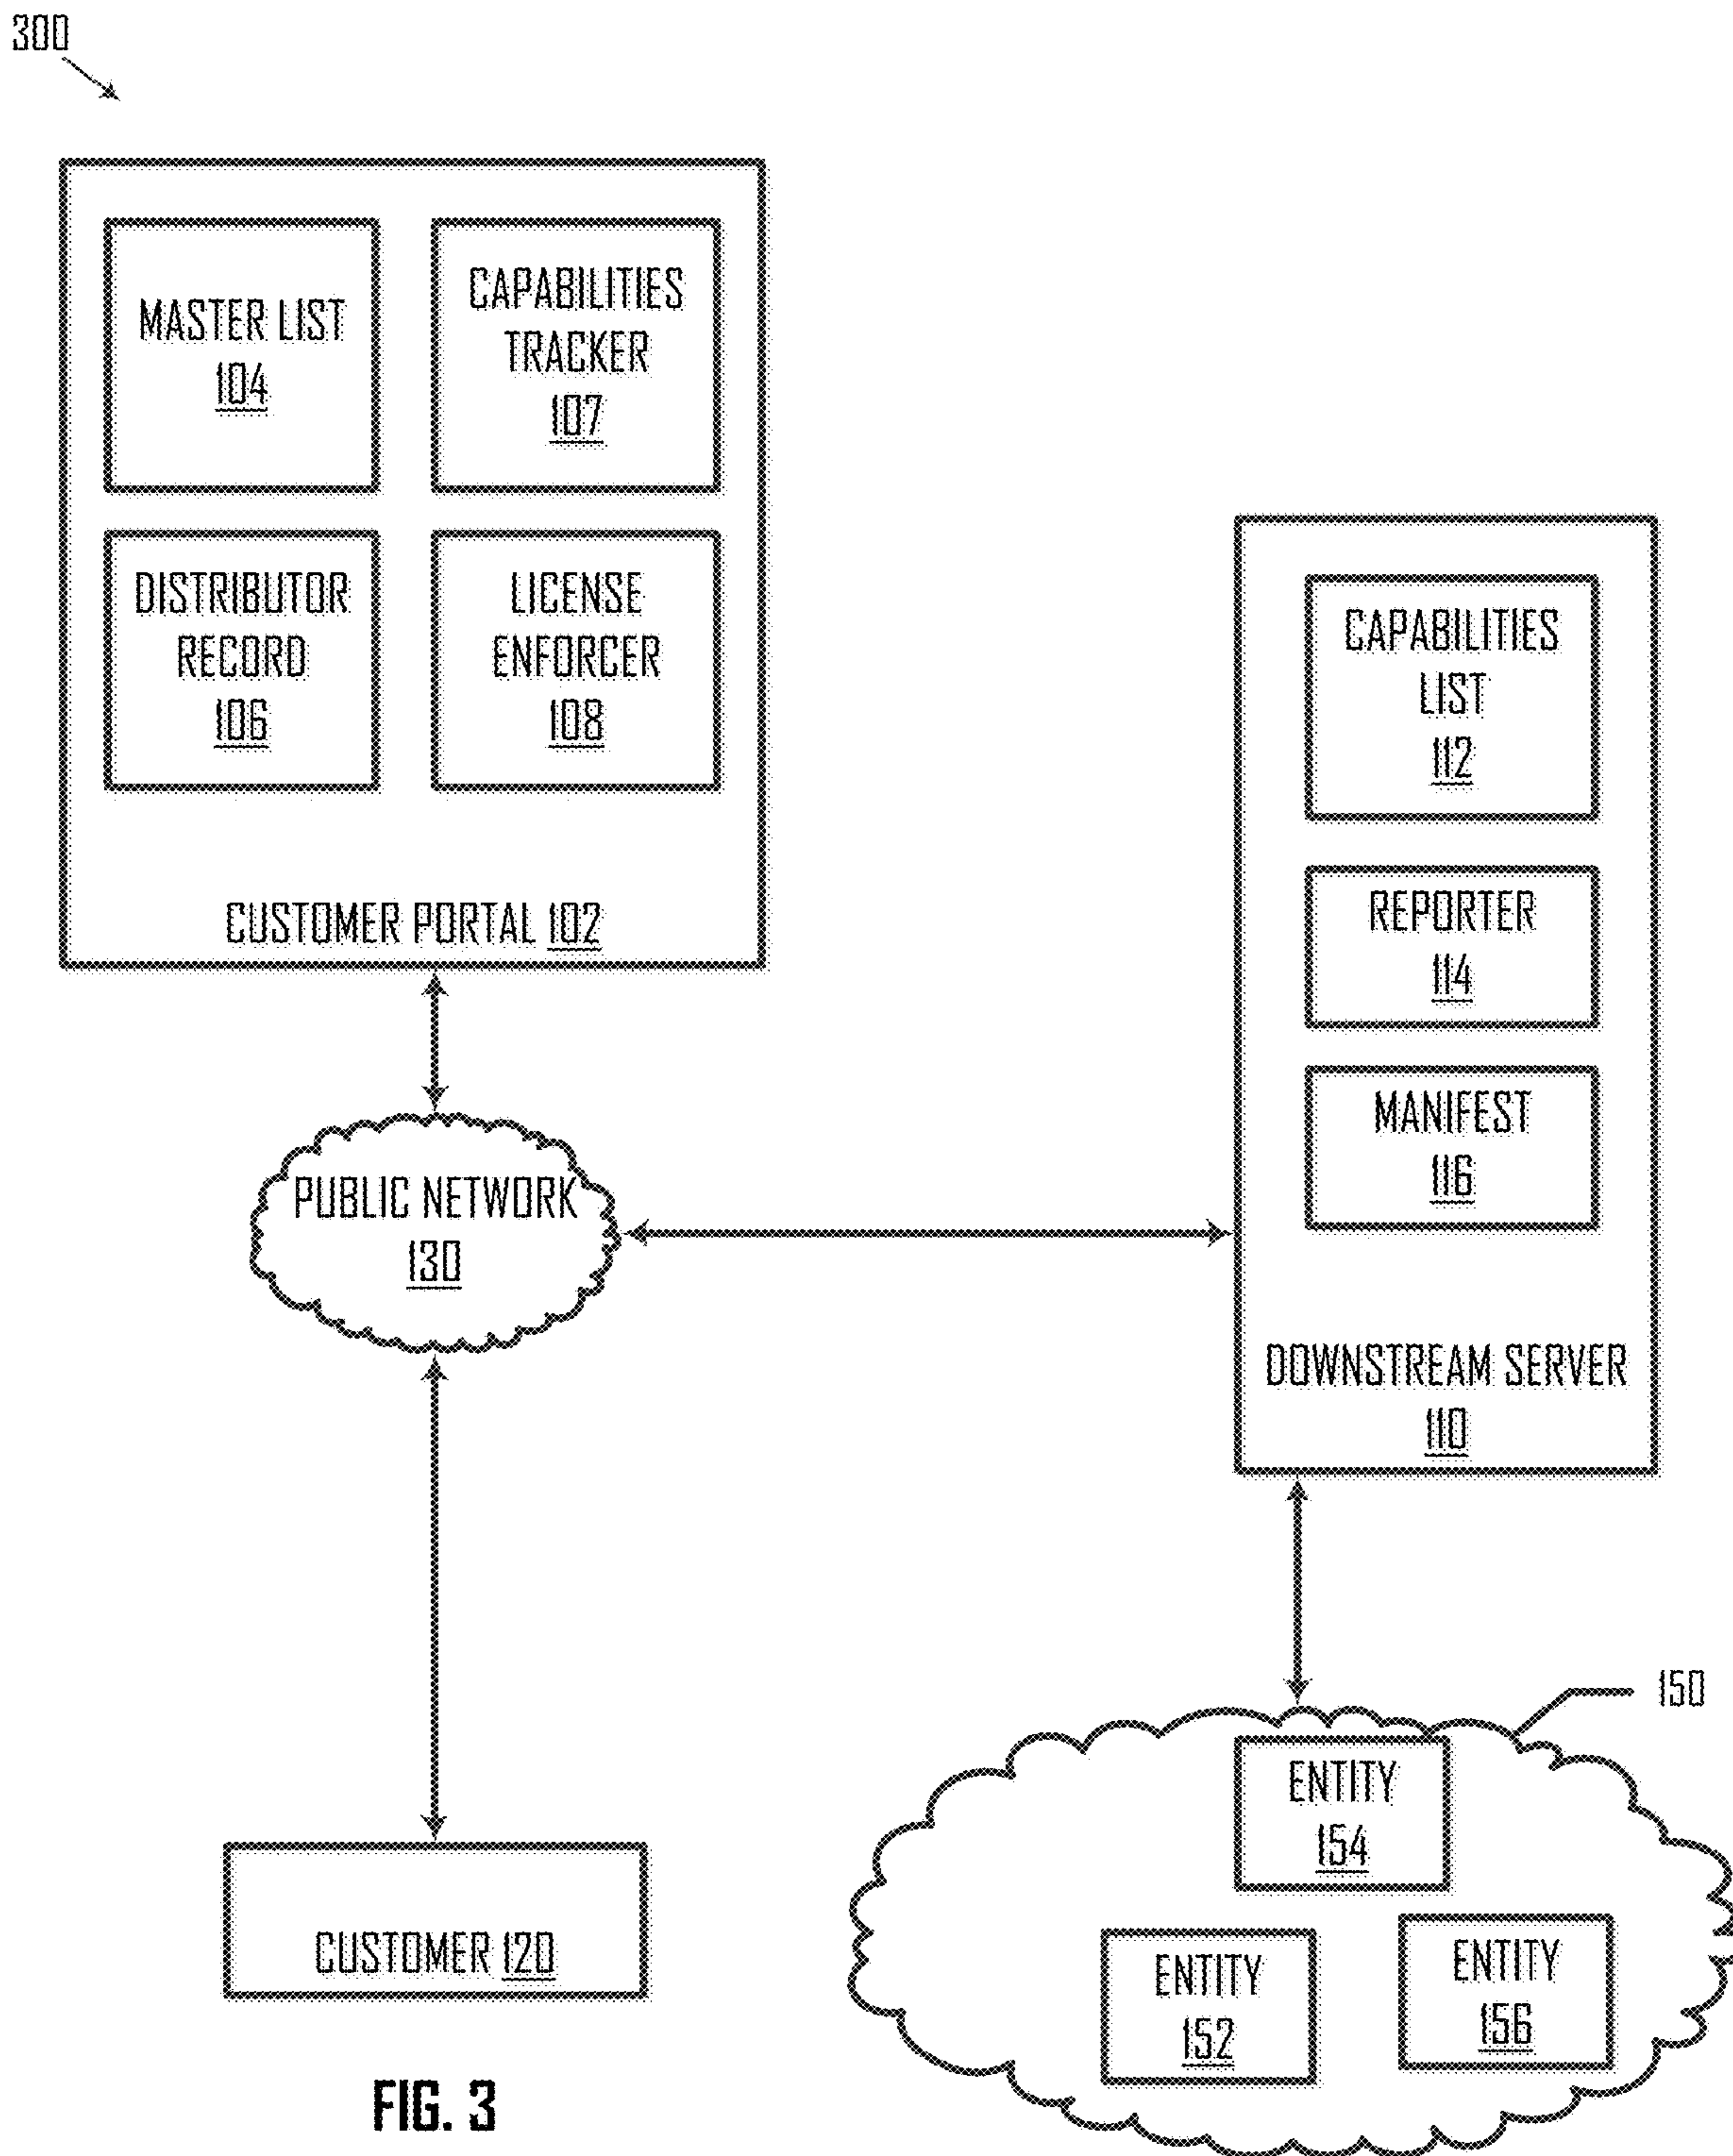 300
MASTER LIST
104
CAPABILITIES
TRACKER
107
DISTRIBUTOR
RECORD
106
LICENSE
ENFORCER
108
CUSTOMER PORTAL 102
CAPABILITIES
LIST
112
REPORTER
114
MANIFEST
116
DOWNSTREAM SERVER
110
PUBLIC NETWORK
130
150
ENTITY
154
ENTITY
152
ENTITY
156
CUSTOMER 120
FIG. 3